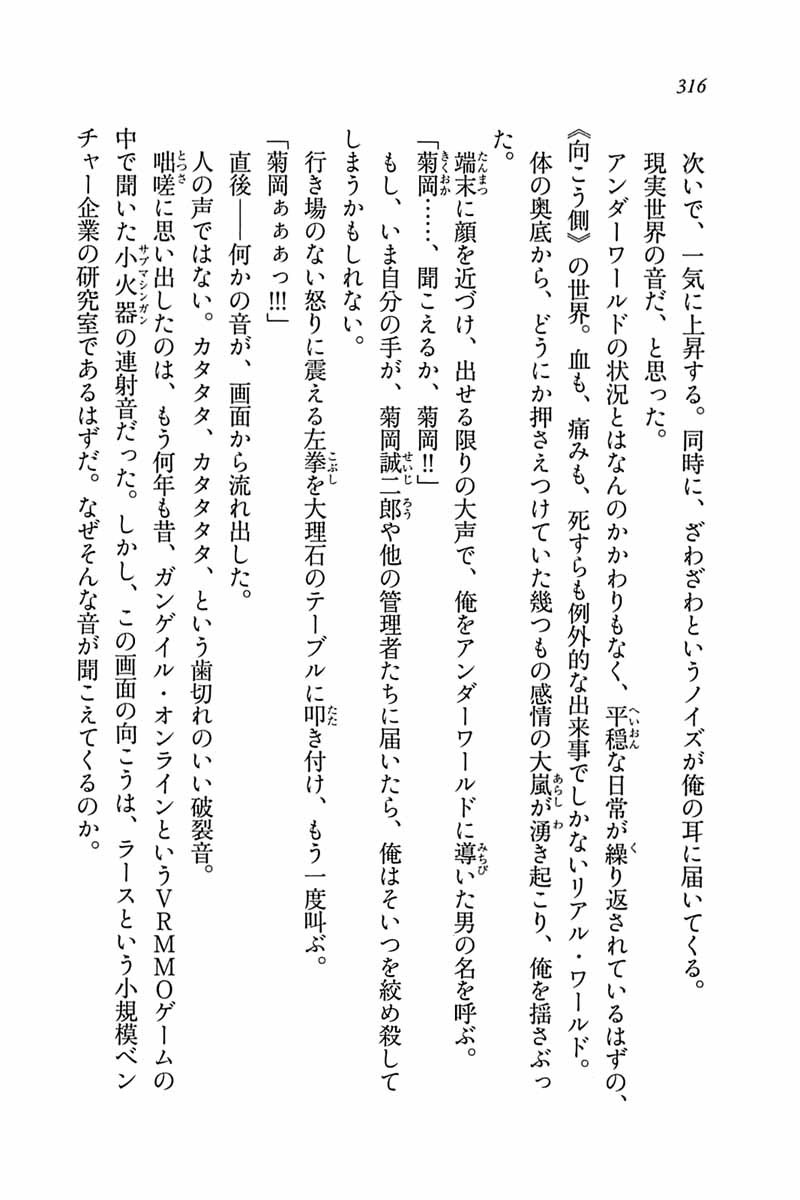 316
次いで、一気に上昇する。同時に、ざわざわというノイズが俺の耳に届いてくる。
現実世界の音だ、と思った。
アンダーワールドの状況とはなんのかかわりもなく、平穏な日常が繰り返されているはずの、
《向こう側》の世界。血も、痛みも、死すらも例外的な出来事でしかないリアル・ワールド。
体の奥底から、どうにか押さえつけていた幾つもの感情の大嵐が湧き起こり、俺を揺さぶっ
た。
端末に顔を近づけ、出せる限りの大声で、俺をアンダーワールドに導いた男の名を呼ぶ。
「菊岡……、聞こえるか、菊岡!!」
もし、いま自分の手が、菊岡誠二郎や他の管理者たちに届いたら、俺はそいつを絞め殺して
しまうかもしれない。
行き場のない怒りに震える左拳を大理石のテーブルに叩き付け、もう一度叫ぶ。
「菊岡ぁぁぁっ!!!」
直後――何かの音が、画面から流れ出した。
人の声ではない。カタタタ、カタタタタ、という歯切れのいい破裂音。
咄嗟に思い出したのは、もう何年も昔、ガンゲイル・オンラインというＶＲＭＭＯゲームの
中で聞いた小火器の連射音だった。しかし、この画面の向こうは、ラースという小規模ベン
チャー企業の研究室であるはずだ。なぜそんな音が聞こえてくるのか。